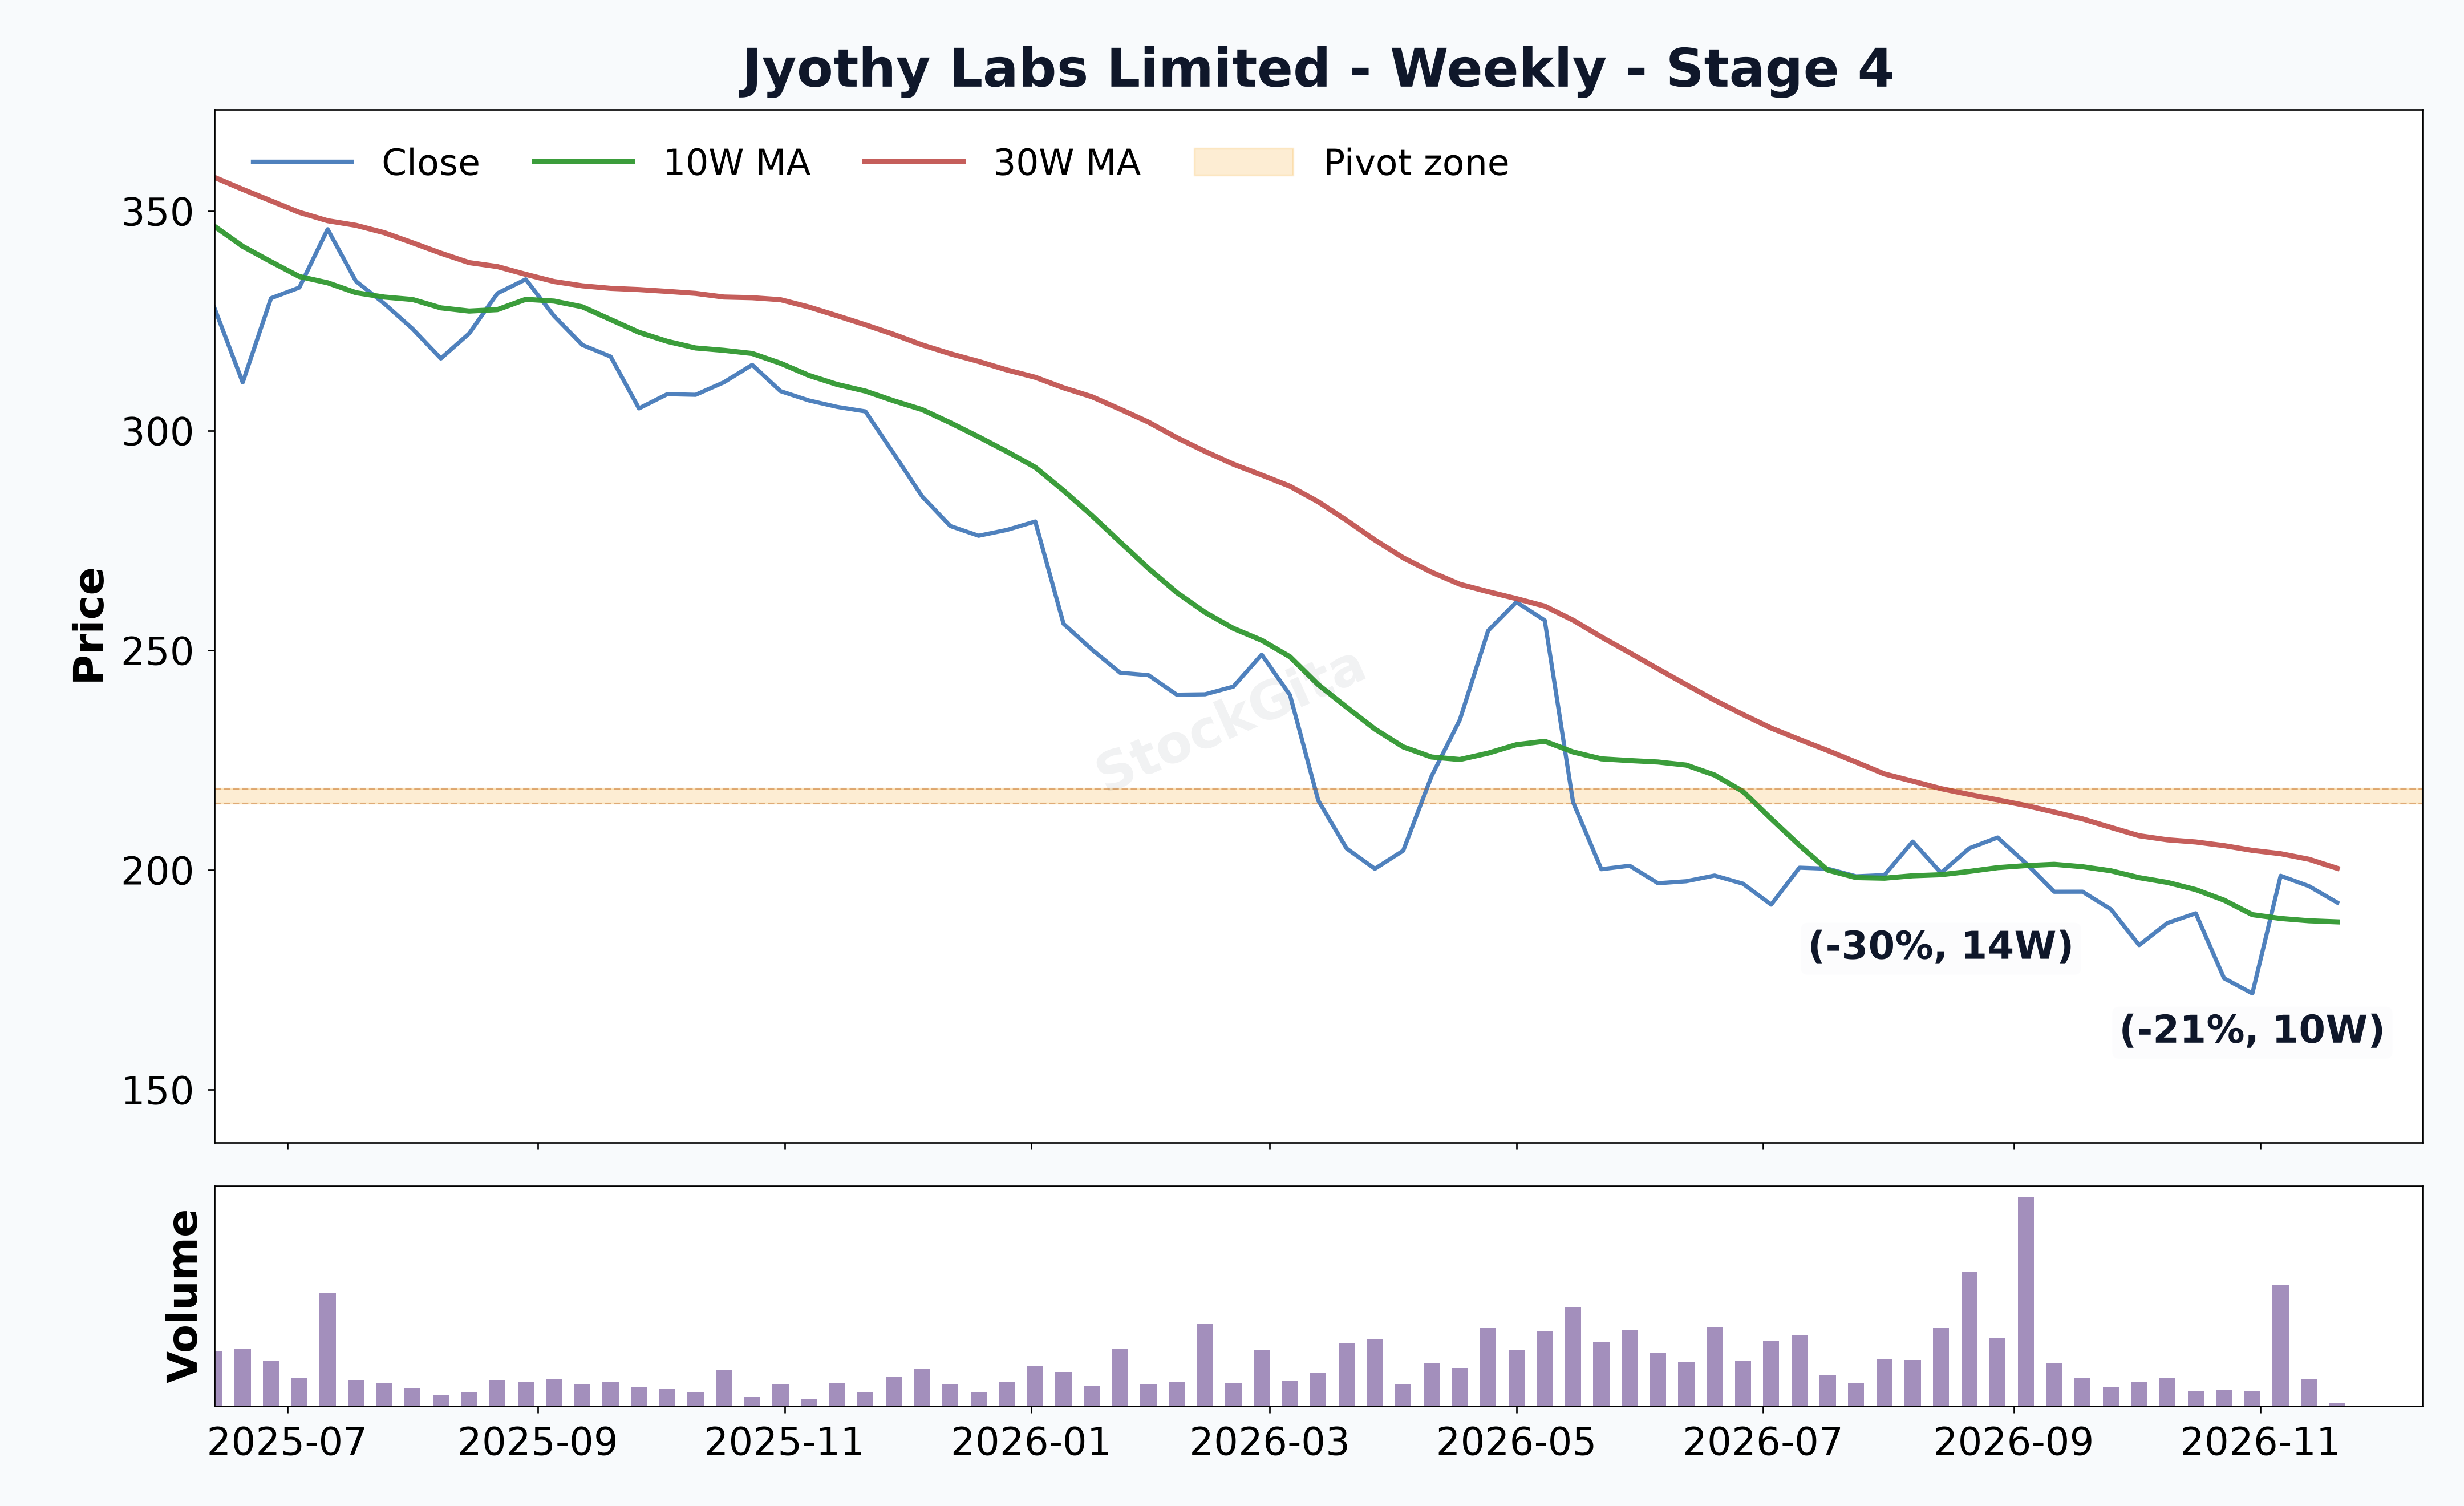 Jyothy Labs Limited - Weekly - Stage 4
Close 10W MA 30W MA Pivot zone
350
300
250
200
150
Price
StockGita
(-30%, 14W)
(-21%, 10W)
Volume
2025-07 2025-09 2025-11 2026-01 2026-03 2026-05 2026-07 2026-09 2026-11